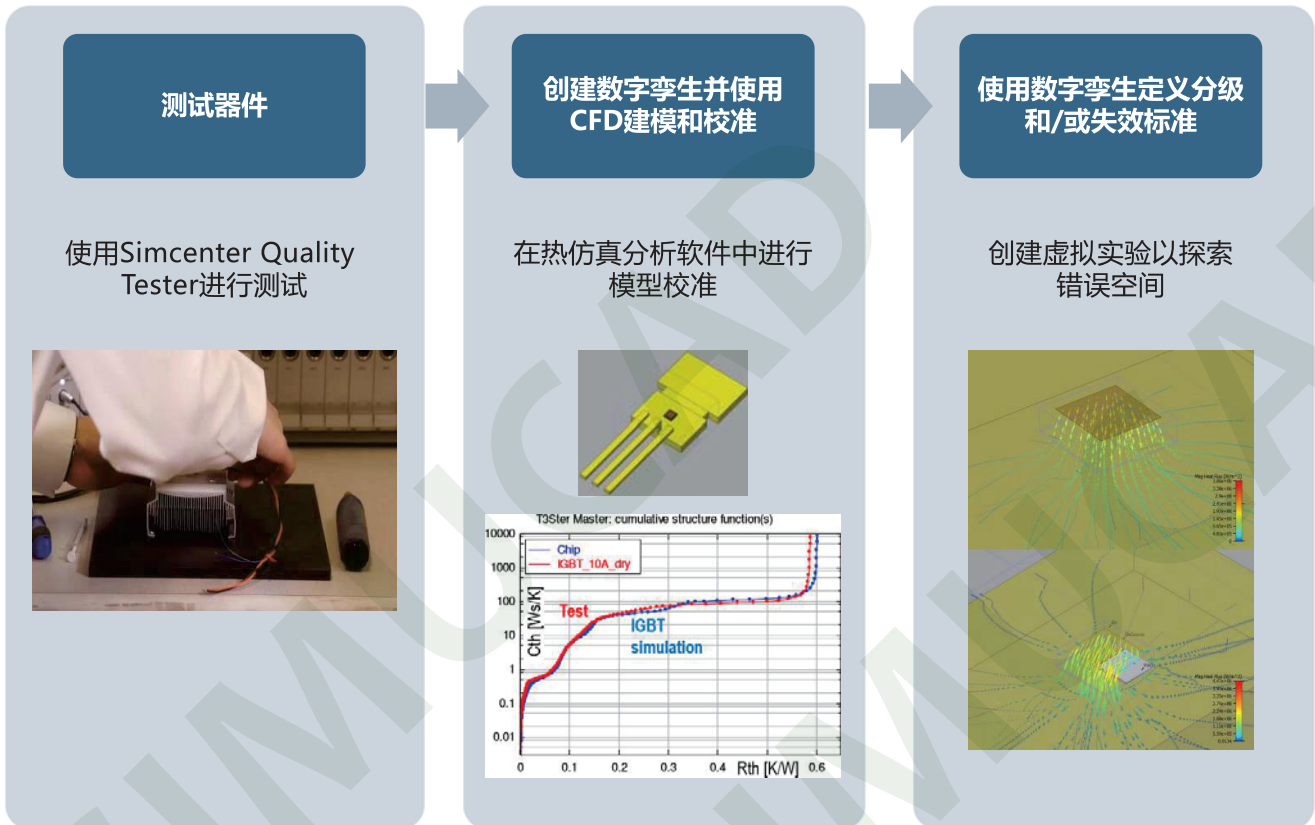 测试器件
使用Simcenter Quality
Tester进行测试
创建数字孪生并使用
CFD建模和校准
在热仿真分析软件中进行
模型校准
T3Ster Master: cumulative structure function(s)
Chip
IGBT_10A_dry
Test
IGBT
simulation
Cth [Ws/K]
10000
1000
100
10
1
0.1
0.01
0
0.1
0.2
0.3
0.4
Rth [K/W]
0.6
使用数字孪生定义分级
和/或失效标准
创建虚拟实验以探索
错误空间